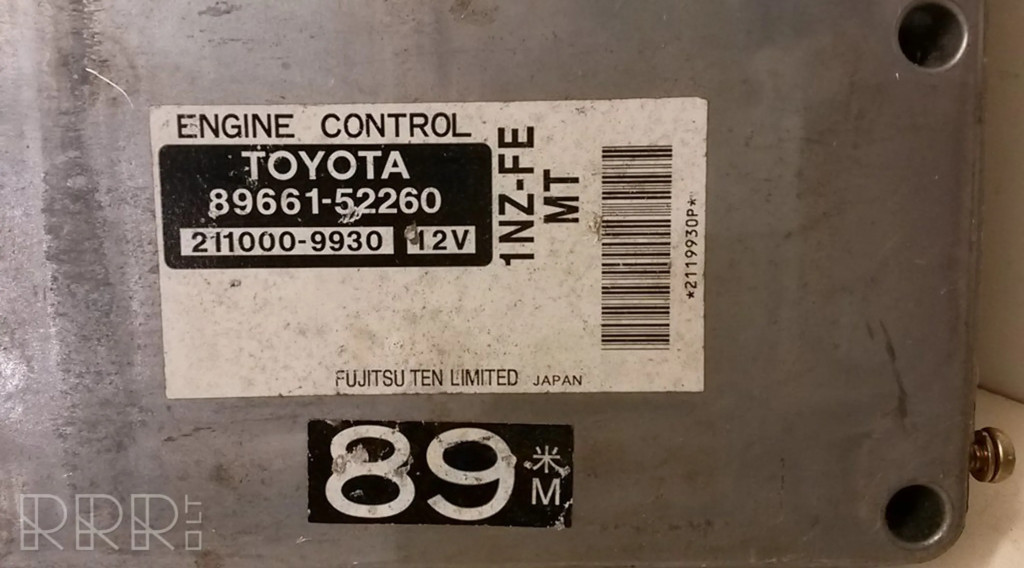 ENGINE CONTROL
TOYOTA
89661-52260
211000-9930 12V
1NZ-FE
MT
*2119930P*
FUJITSU TEN LIMITED JAPAN
89 米
M
RRR.LT